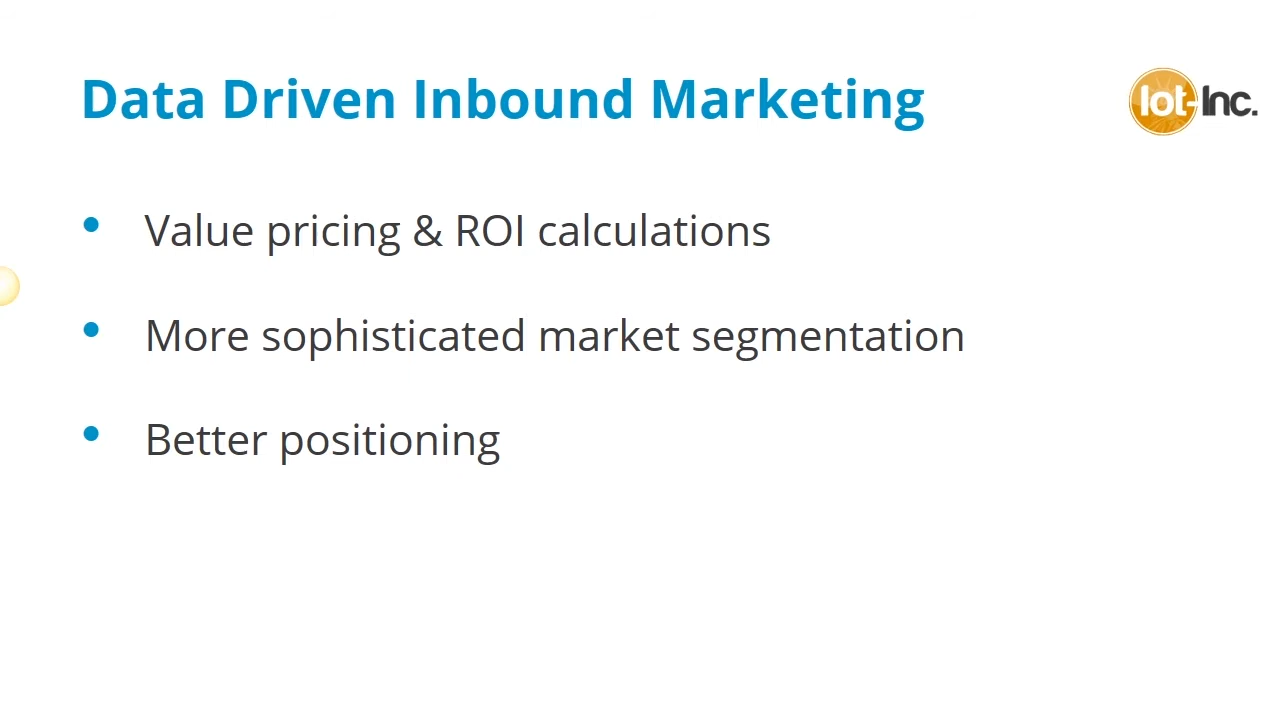 Data Driven Inbound Marketing
Iot-Inc.
• Value pricing & ROI calculations
• More sophisticated market segmentation
• Better positioning